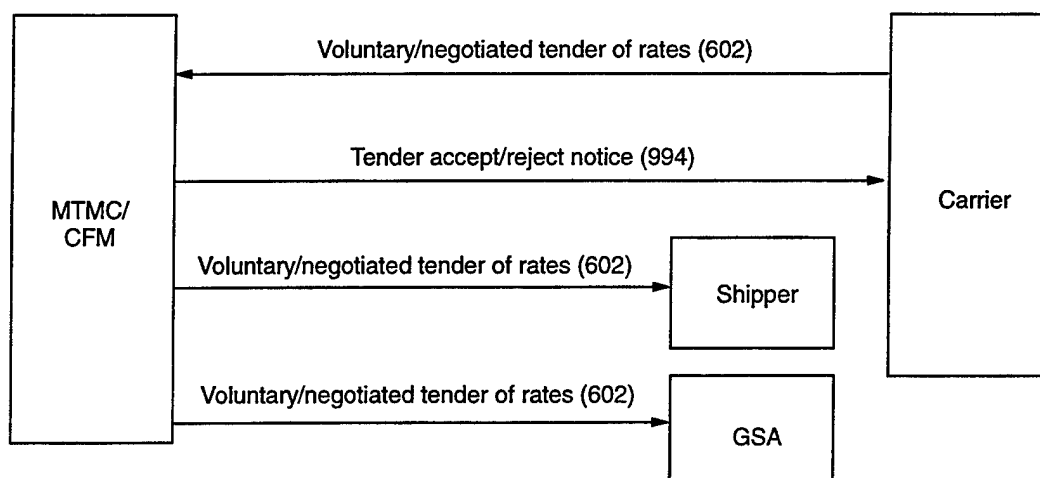 Voluntary/negotiated tender of rates (602)
Tender accept/reject notice (994)
MTMC/
CFM
Carrier
Voluntary/negotiated tender of rates (602)
Shipper
Voluntary/negotiated tender of rates (602)
GSA